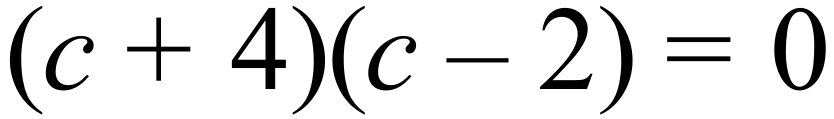 (c + 4)(c − 2) = 0